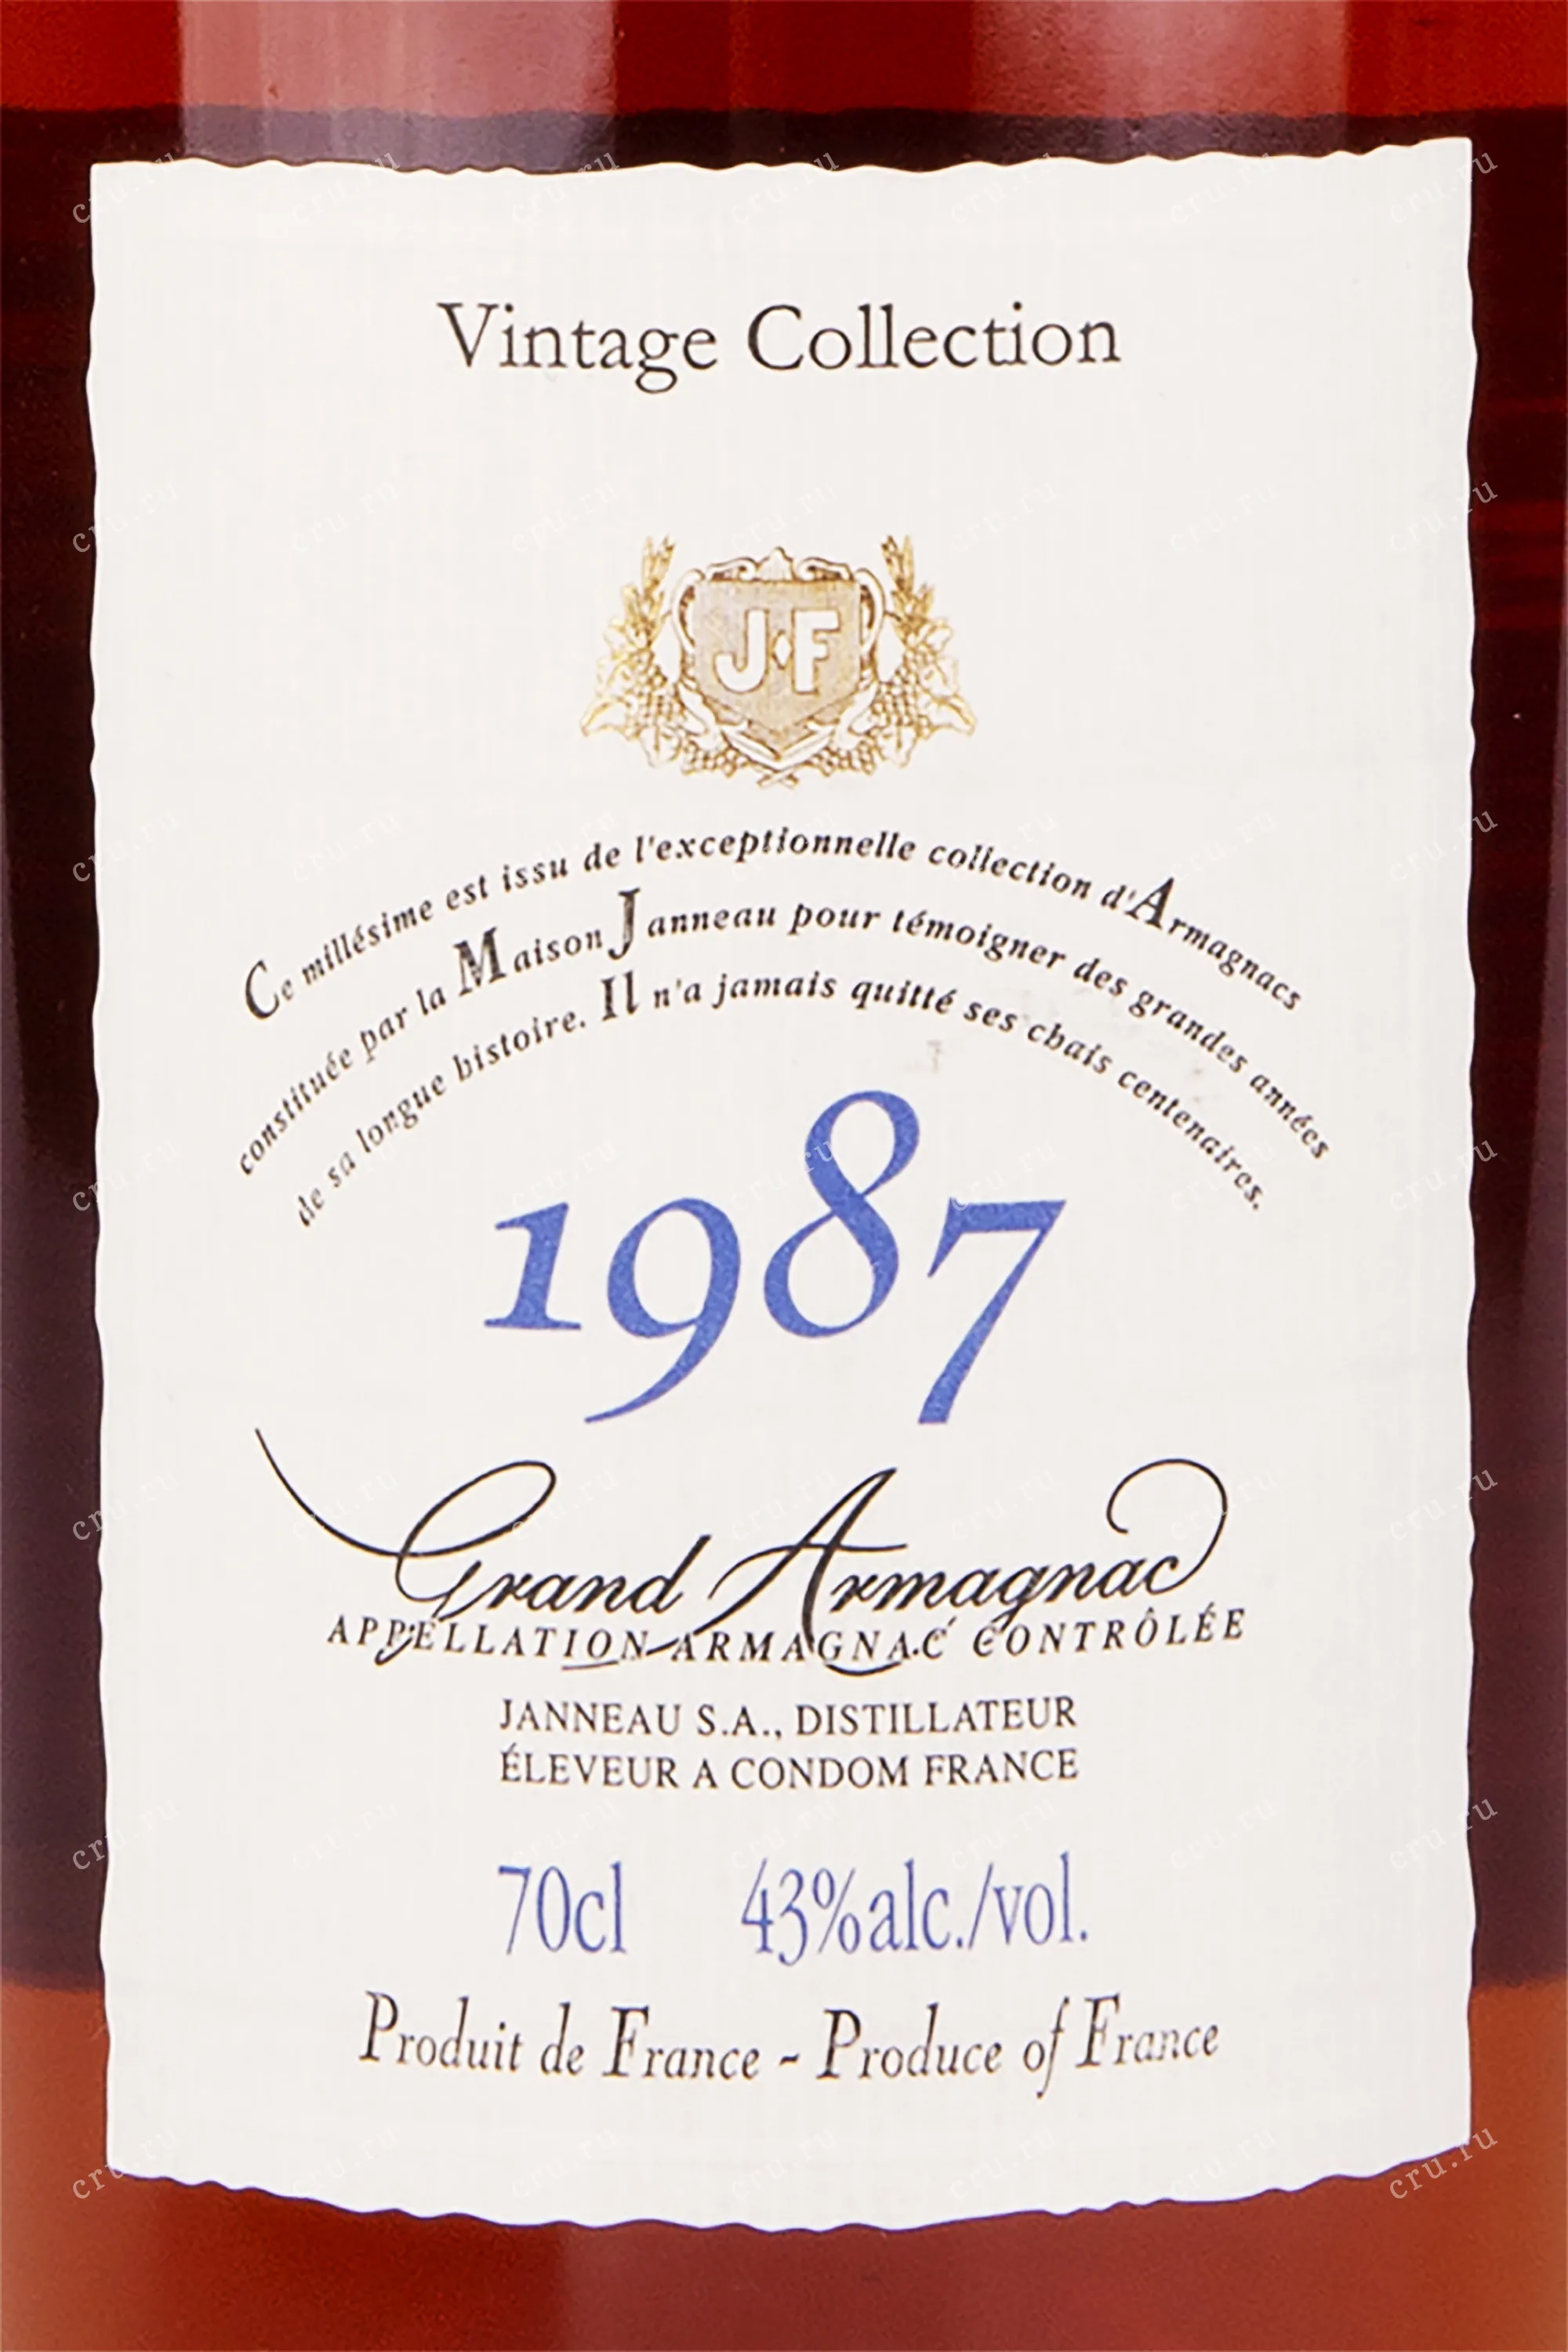 Vintage Collection
J·F
Ce millésime est issu de l'exceptionnelle collection d'Armagnacs
constituée par la Maison Janneau pour témoigner des grandes années
de sa longue histoire. Il n'a jamais quitté ses chais centenaires.
1987
Grand Armagnac
APPELLATION ARMAGNAC CONTRÔLÉE
JANNEAU S.A., DISTILLATEUR
ÉLEVEUR A CONDOM FRANCE
70cl 43%alc./vol.
Produit de France - Produce of France
cru.ru